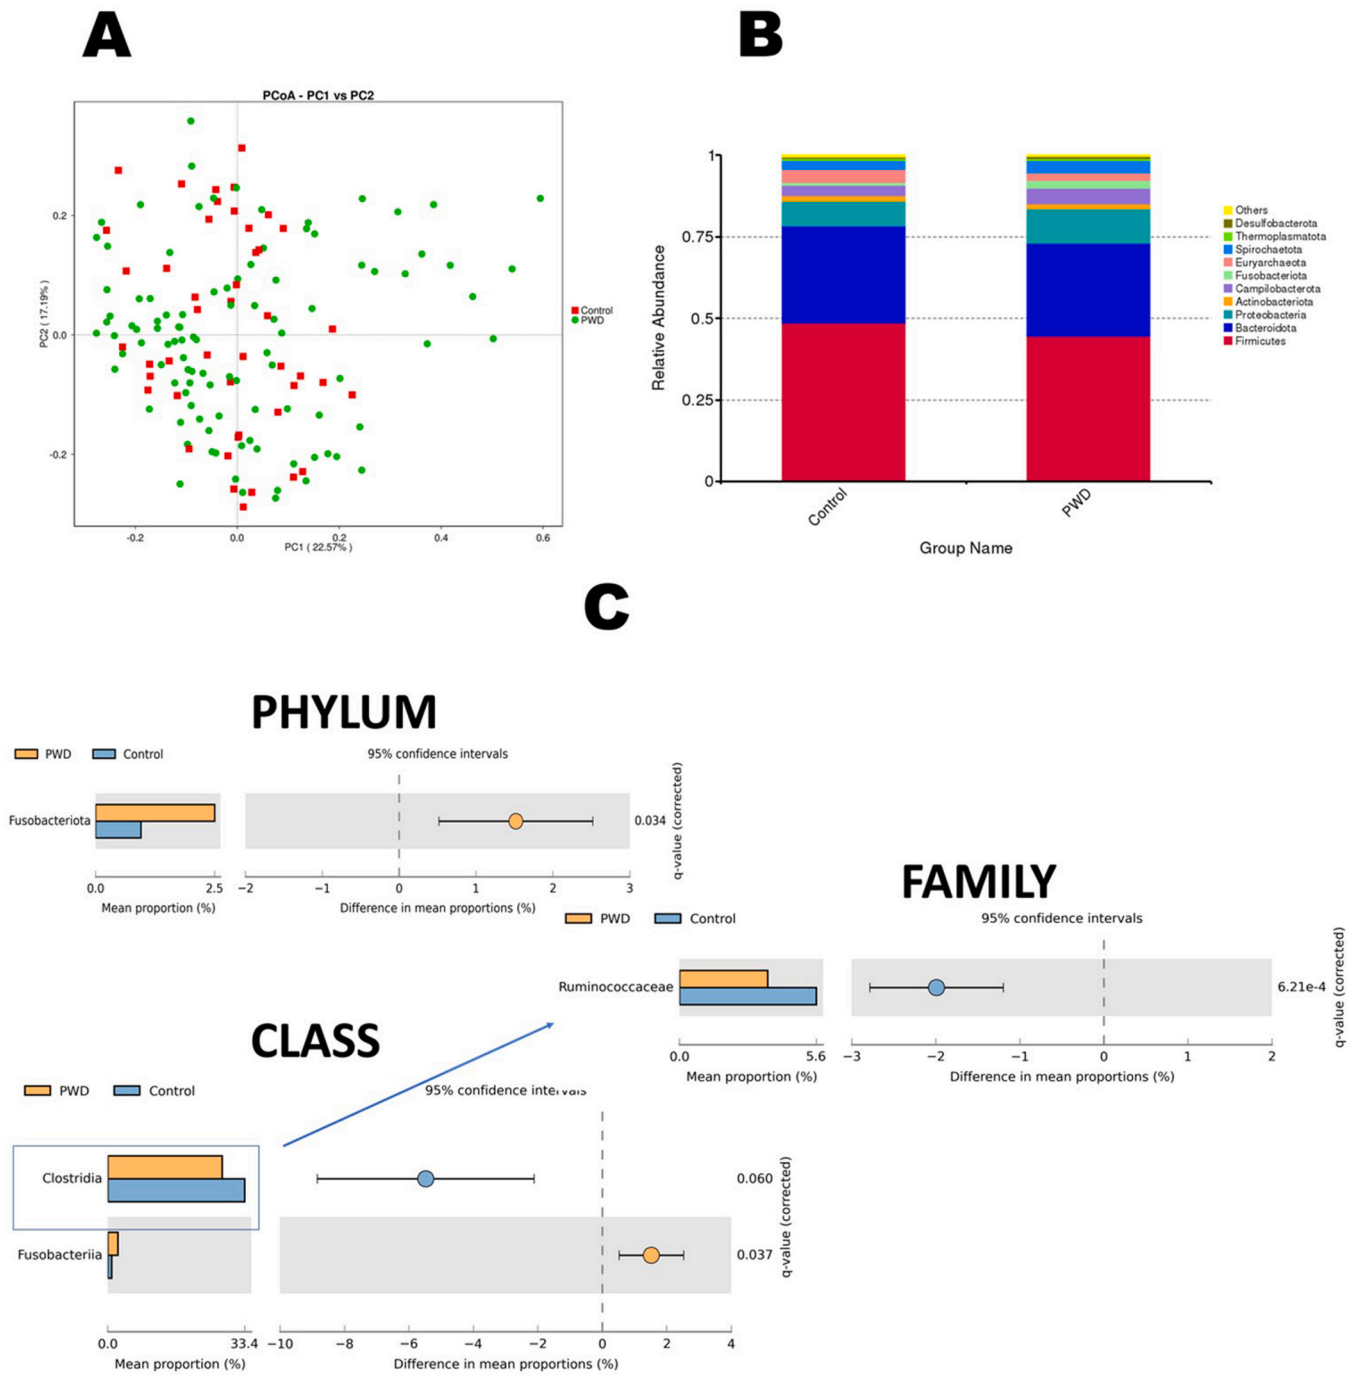 A
PCoA - PC1 vs PC2
PC2 ( 17.19% )
0.2
0.0
-0.2
-0.2
0.0
0.2
0.4
0.6
PC1 ( 22.57% )
Control
PWD
B
Relative Abundance
1
0.75
0.5
0.25
0
Control
PWD
Group Name
Others
Desulfobacterota
Thermoplasmatota
Spirochaetota
Euryarchaeota
Fusobacteriota
Campilobacterota
Actinobacteriota
Proteobacteria
Bacteroidota
Firmicutes
C
PHYLUM
PWD
Control
95% confidence intervals
Fusobacteriota
0.034
q-value (corrected)
0.0
2.5
−2
−1
0
1
2
3
Mean proportion (%)
Difference in mean proportions (%)
FAMILY
PWD
Control
95% confidence intervals
Ruminococcaceae
6.21e-4
q-value (corrected)
0.0
5.6
−3
−2
−1
0
1
2
Mean proportion (%)
Difference in mean proportions (%)
CLASS
PWD
Control
95% confidence intervals
Clostridia
0.060
Fusobacteriia
0.037
q-value (corrected)
0.0
33.4
−10
−8
−6
−4
−2
0
2
4
Mean proportion (%)
Difference in mean proportions (%)